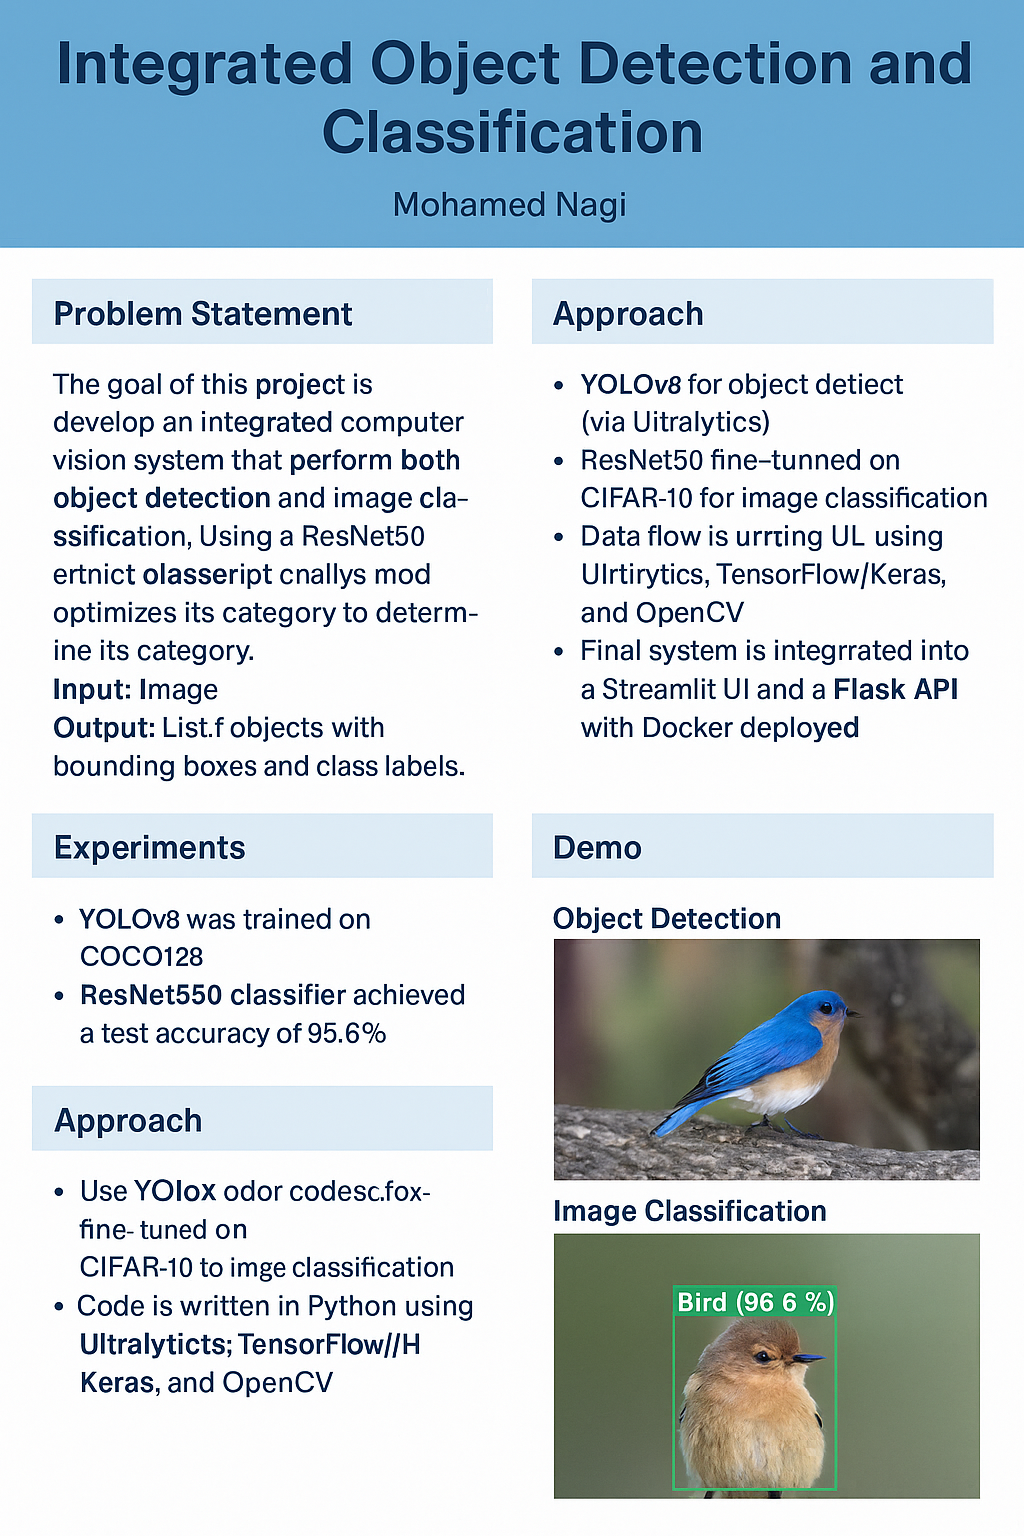 Integrated Object Detection and
Classification
Mohamed Nagi
Problem Statement
The goal of this project is
develop an integrated computer
vision system that perform both
object detection and image cla-
ssification, Using a ResNet50
ertnict olasseript cnallys mod
optimizes its category to determ-
ine its category.
Input: Image
Output: List.f objects with
bounding boxes and class labels.
Approach
• YOLOv8 for object detiect
(via Uitralytics)
• ResNet50 fine-tunned on
CIFAR-10 for image classification
• Data flow is urrτing UL using
UIrtirytics, TensorFlow/Keras,
and OpenCV
• Final system is integrrated into
a Streamlit UI and a Flask API
with Docker deployed
Experiments
• YOLOv8 was trained on
COCO128
• ResNet550 classifier achieved
a test accuracy of 95.6%
Approach
• Use YOlox odor codesc.fox-
fine- tuned on
CIFAR-10 to imge classification
• Code is written in Python using
Ultralyticts; TensorFlow//H
Keras, and OpenCV
Demo
Object Detection
Image Classification
Bird (96 6 %)